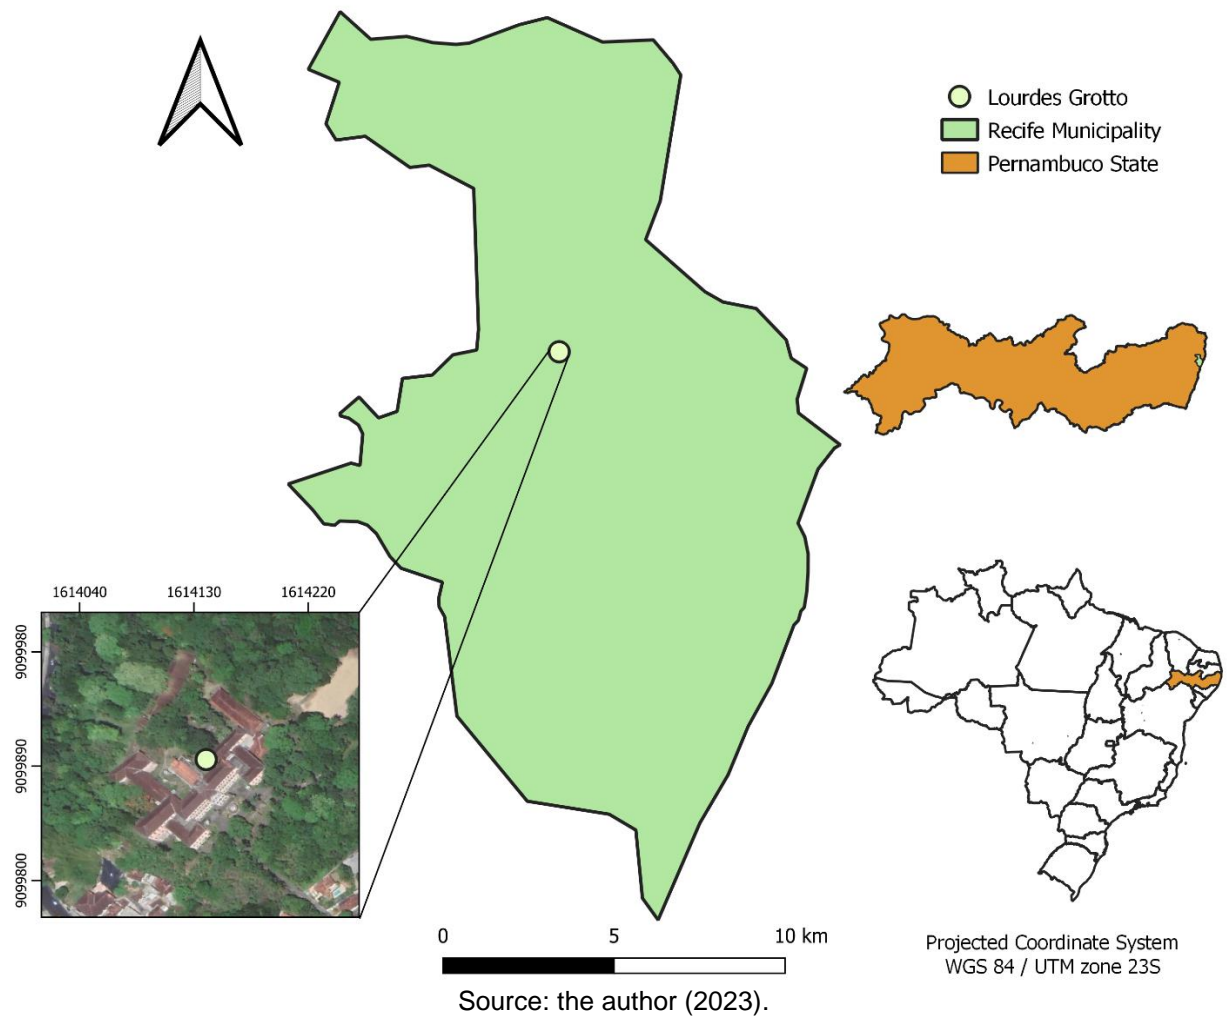 Lourdes Grotto
Recife Municipality
Pernambuco State
1614040 1614130 1614220
9099980
9099890
9099800
0 5 10 km
Projected Coordinate System
WGS 84 / UTM zone 23S
Source: the author (2023).